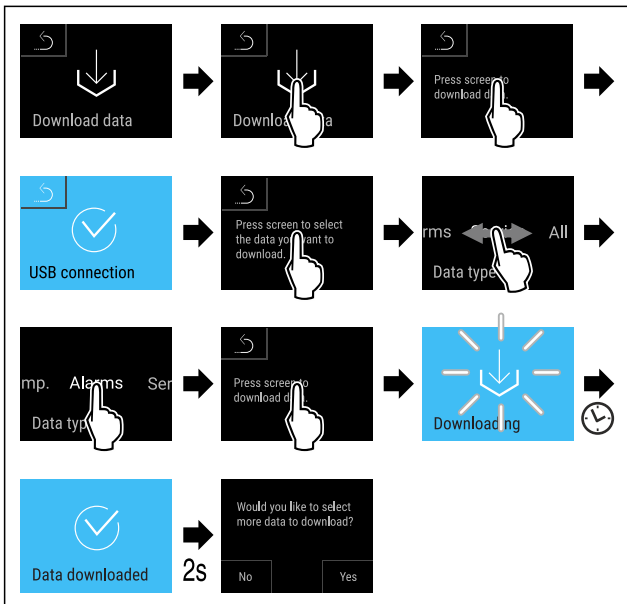 Download data
Downlo a
Press screen to
download d .
USB connection
Press screen to select
the data yo want to
download.
rms S All
Data type
mp. Alarms Ser
Data typ
Press screen to
download d .
Downloading
Data downloaded
2s
Would you like to select
more data to download?
No Yes